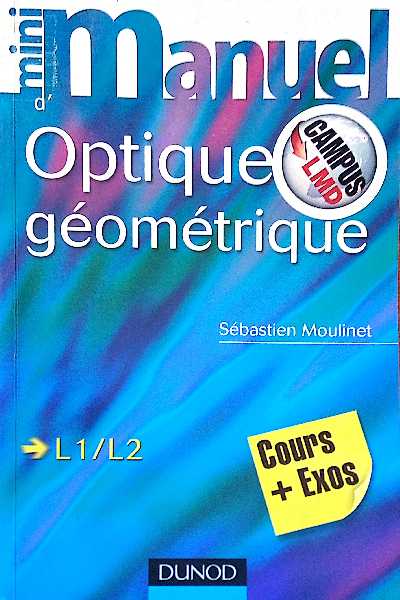 mini
manuel
d'
Optique
géométrique
CAMPUS
LMD
Sébastien Moulinet
L1/L2
Cours
+ Exos
DUNOD